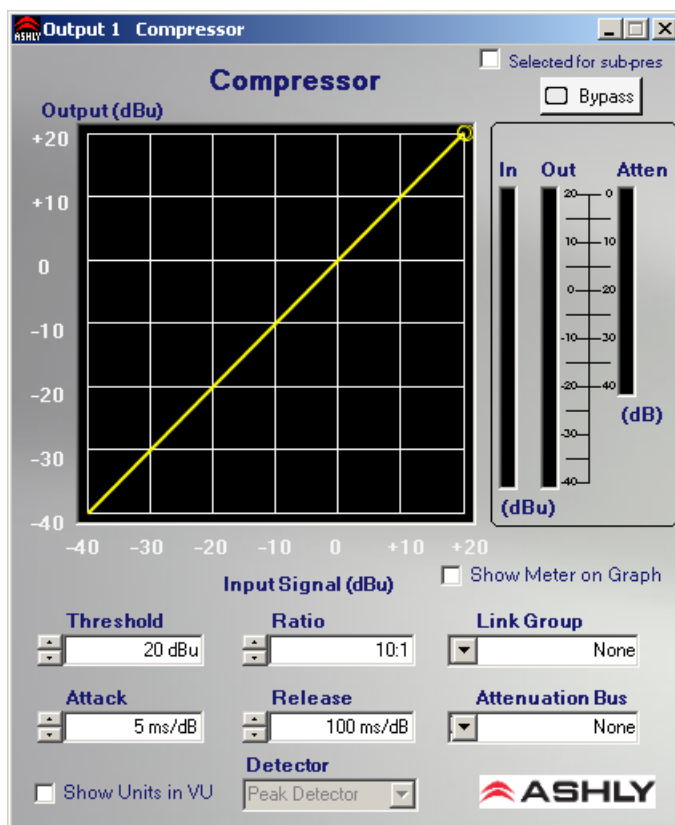 ASHLY Output 1 Compressor
Selected for sub-pres
Compressor
Bypass
Output (dBu)
+20
+10
0
-10
-20
-30
-40
-40 -30 -20 -10 0 +10 +20
Input Signal (dBu)
In Out Atten
20 0
10 10
0 20
-10 30
-20 40
-30
-40
(dB)
(dBu)
Show Meter on Graph
Threshold Ratio Link Group
20 dBu 10:1 None
Attack Release Attenuation Bus
5 ms/dB 100 ms/dB None
Detector
Show Units in VU Peak Detector ASHLY